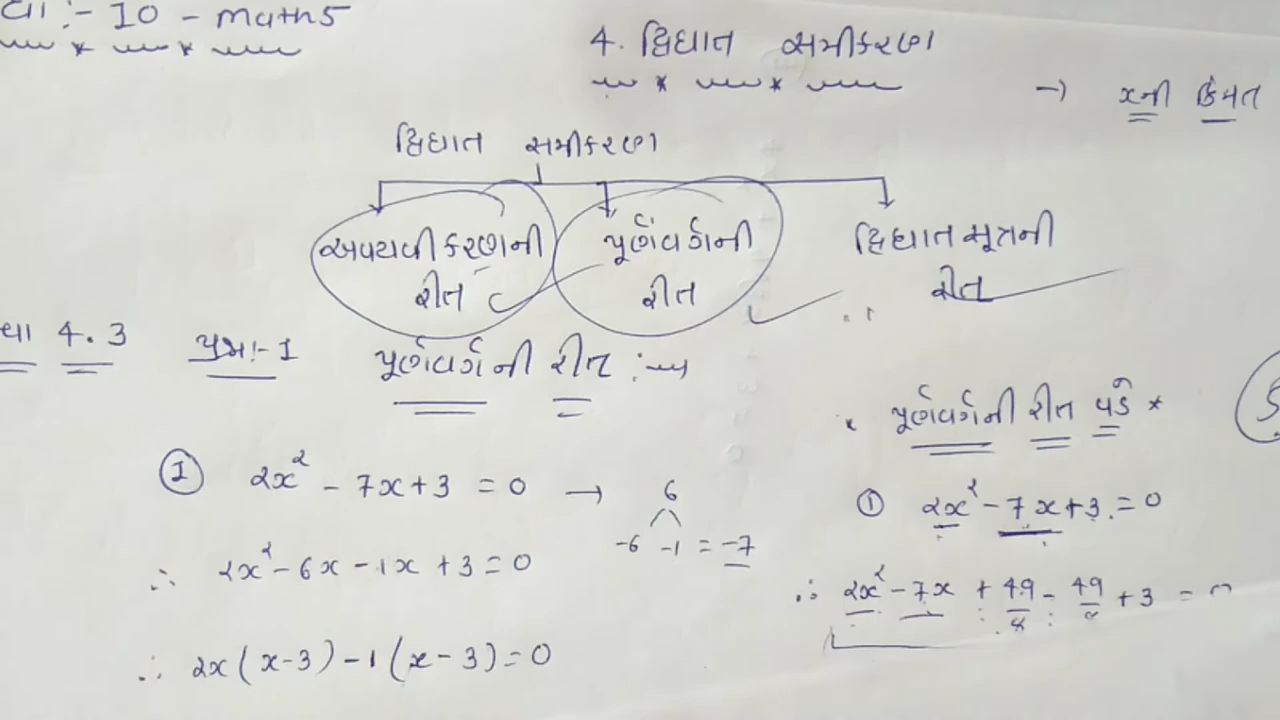 ધો :- 10 - Maths
4. દ્વિઘાત સમીકરણ
→ xની કિંમત
દ્વિઘાત સમીકરણ
અવયવીકરણની રીત
પૂર્ણવર્ગની રીત
દ્વિઘાત સૂત્રની રીત
4.3 પ્રશ્ન:-1 પૂર્ણવર્ગની રીત :→
① 2x² - 7x + 3 = 0 → 6
-6 -1 = -7
∴ 2x² - 6x - 1x + 3 = 0
∴ 2x(x-3) - 1(x-3) = 0
* પૂર્ણવર્ગની રીત વડે *
① 2x² - 7x + 3 = 0
∴ 2x² - 7x + 49/8 - 49/8 + 3 = 0